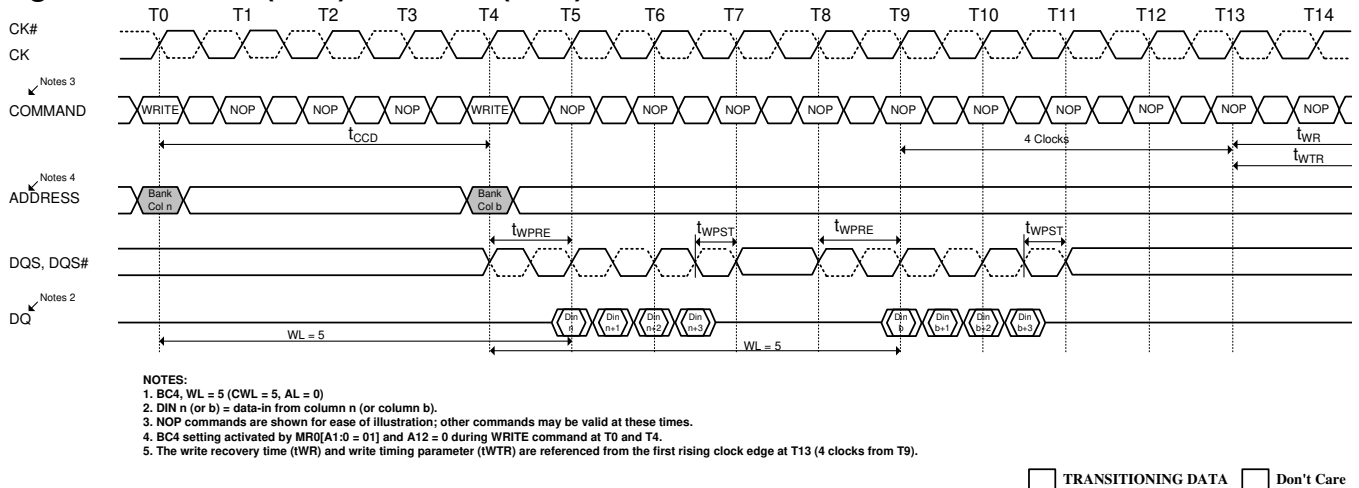 T0 T1 T2 T3 T4 T5 T6 T7 T8 T9 T10 T11 T12 T13 T14
CK#
CK
Notes 3
COMMAND WRITE NOP NOP NOP WRITE NOP NOP NOP NOP NOP NOP NOP NOP NOP NOP
tCCD 4 Clocks tWR
tWTR
Notes 4
ADDRESS
Bank Col n
Bank Col b
tWPRE tWPST tWPRE tWPST
DQS, DQS#
Notes 2
DQ
Din n Din n+1 Din n+2 Din n+3 Din b Din b+1 Din b+2 Din b+3
WL = 5 WL = 5
NOTES:
1. BC4, WL = 5 (CWL = 5, AL = 0)
2. DIN n (or b) = data-in from column n (or column b).
3. NOP commands are shown for ease of illustration; other commands may be valid at these times.
4. BC4 setting activated by MR0[A1:0 = 01] and A12 = 0 during WRITE command at T0 and T4.
5. The write recovery time (tWR) and write timing parameter (tWTR) are referenced from the first rising clock edge at T13 (4 clocks from T9).
TRANSITIONING DATA Don't Care